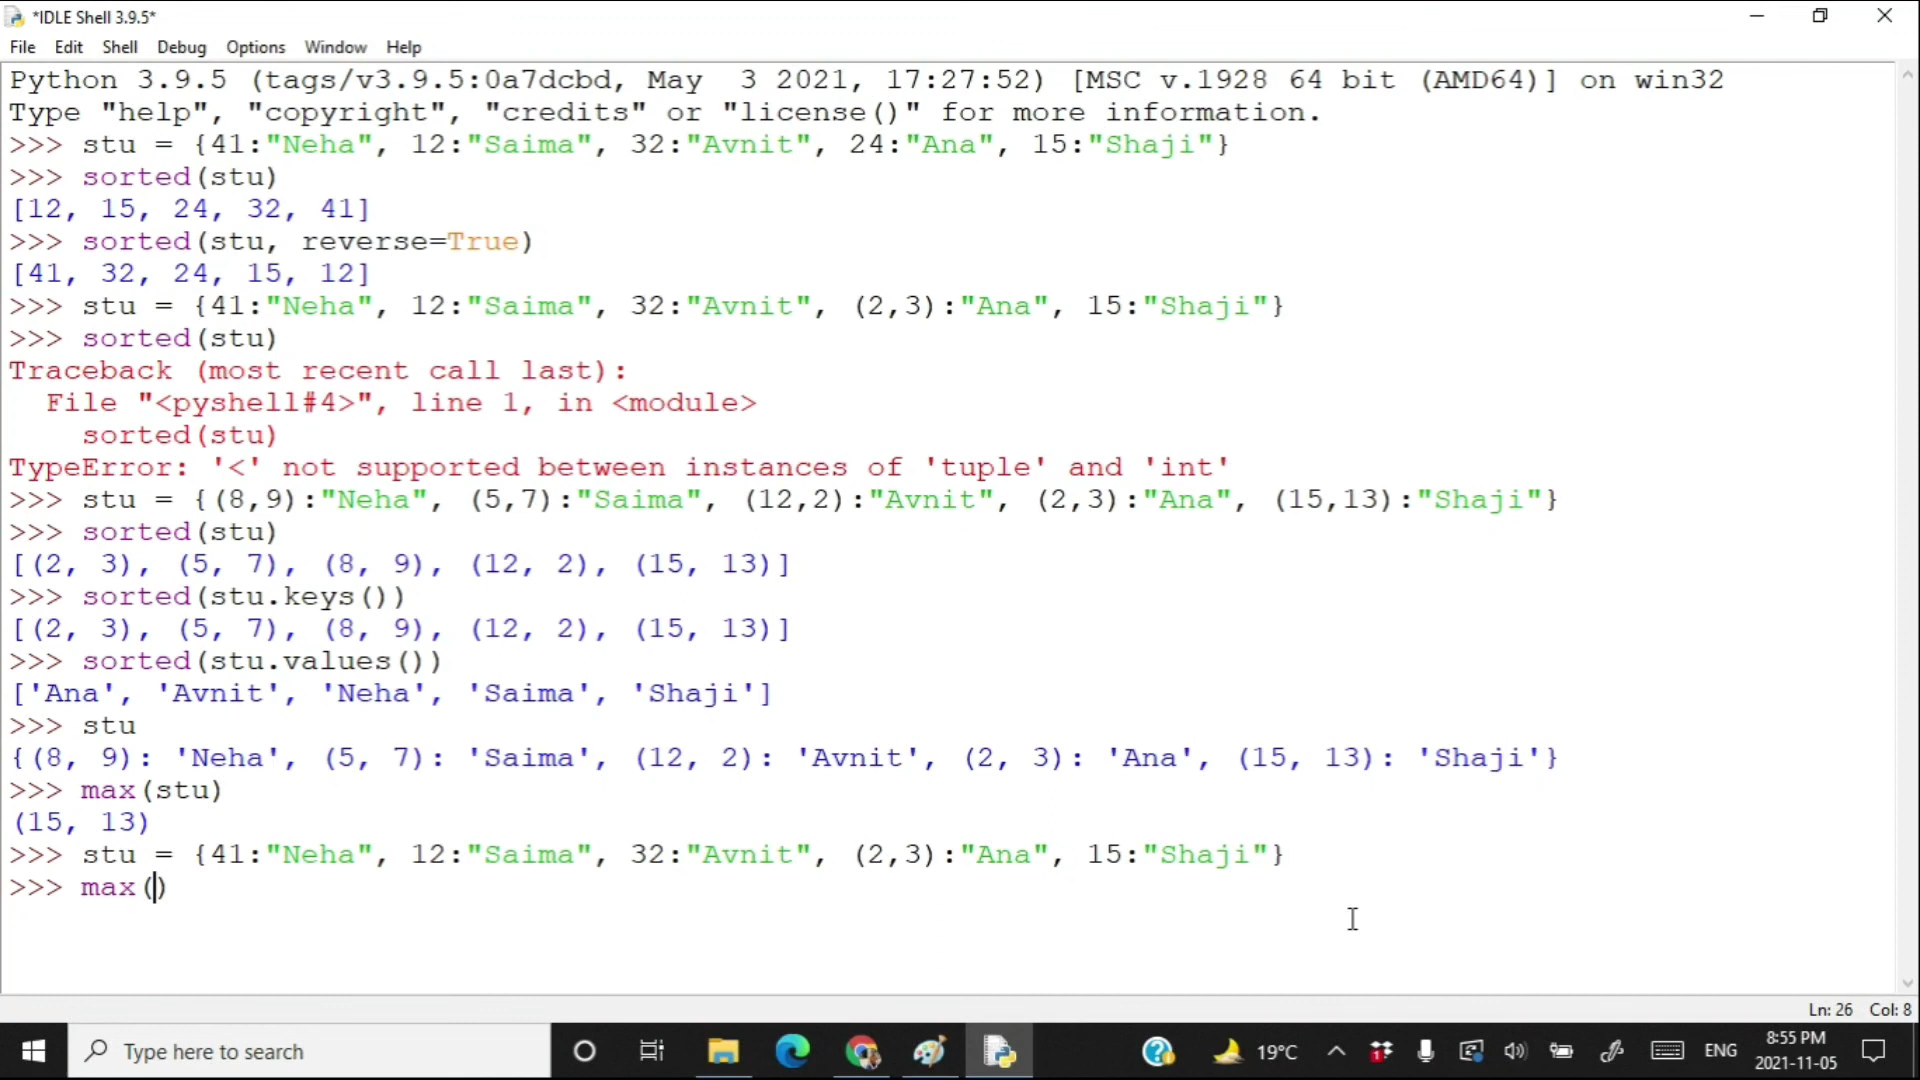 *IDLE Shell 3.9.5*
File Edit Shell Debug Options Window Help
Python 3.9.5 (tags/v3.9.5:0a7dcbd, May  3 2021, 17:27:52) [MSC v.1928 64 bit (AMD64)] on win32
Type "help", "copyright", "credits" or "license()" for more information.
>>> stu = {41:"Neha", 12:"Saima", 32:"Avnit", 24:"Ana", 15:"Shaji"}
>>> sorted(stu)
[12, 15, 24, 32, 41]
>>> sorted(stu, reverse=True)
[41, 32, 24, 15, 12]
>>> stu = {41:"Neha", 12:"Saima", 32:"Avnit", (2,3):"Ana", 15:"Shaji"}
>>> sorted(stu)
Traceback (most recent call last):
  File "<pyshell#4>", line 1, in <module>
    sorted(stu)
TypeError: '<' not supported between instances of 'tuple' and 'int'
>>> stu = {(8,9):"Neha", (5,7):"Saima", (12,2):"Avnit", (2,3):"Ana", (15,13):"Shaji"}
>>> sorted(stu)
[(2, 3), (5, 7), (8, 9), (12, 2), (15, 13)]
>>> sorted(stu.keys())
[(2, 3), (5, 7), (8, 9), (12, 2), (15, 13)]
>>> sorted(stu.values())
['Ana', 'Avnit', 'Neha', 'Saima', 'Shaji']
>>> stu
{(8, 9): 'Neha', (5, 7): 'Saima', (12, 2): 'Avnit', (2, 3): 'Ana', (15, 13): 'Shaji'}
>>> max(stu)
(15, 13)
>>> stu = {41:"Neha", 12:"Saima", 32:"Avnit", (2,3):"Ana", 15:"Shaji"}
>>> max()
Ln: 26 Col: 8
Type here to search
19°C
ENG
8:55 PM
2021-11-05